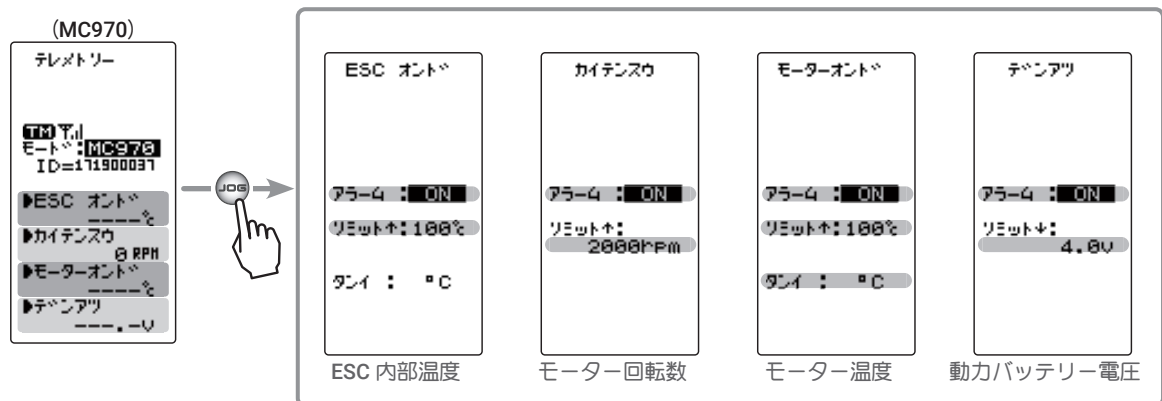 (MC970)
テレメトリー
TM
モード:MC970
ID=171900037
▶ESC オンド
----℃
▶カイテンスウ
0 RPM
▶モーターオンド
----℃
▶デンアツ
---.-V
JOG
ESC オンド
アラーム :ON
リミット↑:100℃
タンイ : °C
ESC 内部温度
カイテンスウ
アラーム :ON
リミット↑:
2000rpm
モーター回転数
モーターオンド
アラーム :ON
リミット↑:100℃
タンイ : °C
モーター温度
デンアツ
アラーム :ON
リミット↓:
4.0V
動力バッテリー電圧